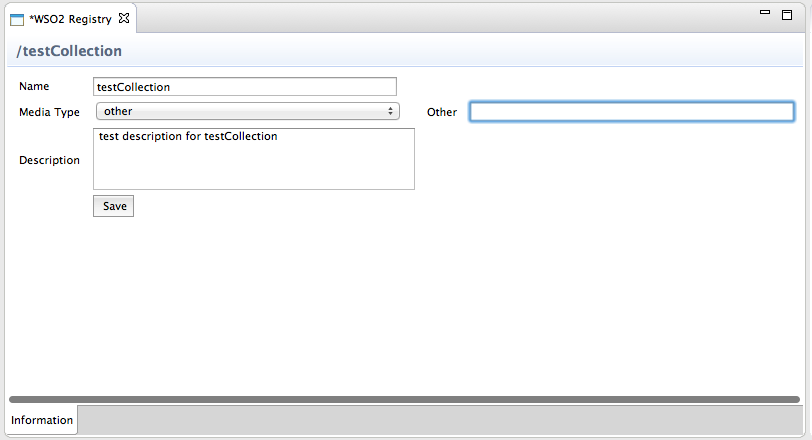 *WSO2 Registry
/testCollection
Name testCollection
Media Type other Other
Description test description for testCollection
Save
Information